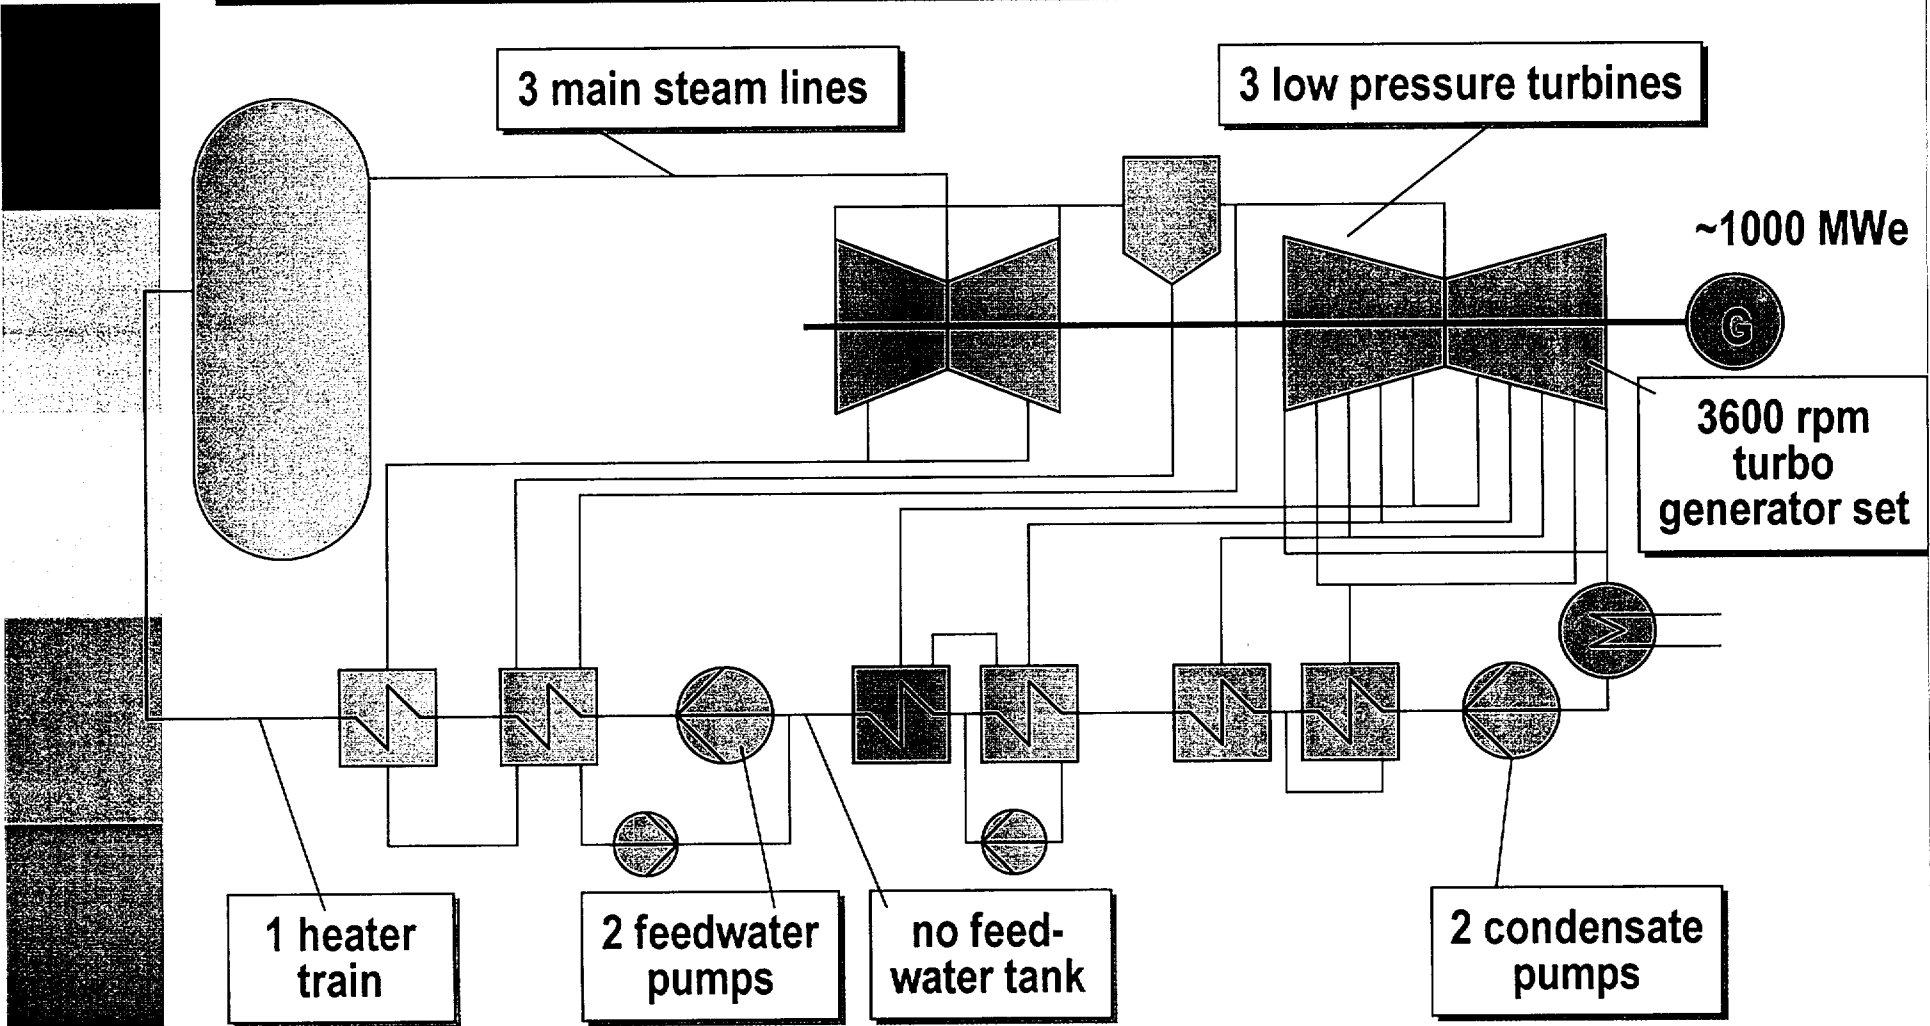 3 main steam lines
3 low pressure turbines
~1000 MWe
G
3600 rpm
turbo
generator set
1 heater
train
2 feedwater
pumps
no feed-
water tank
2 condensate
pumps